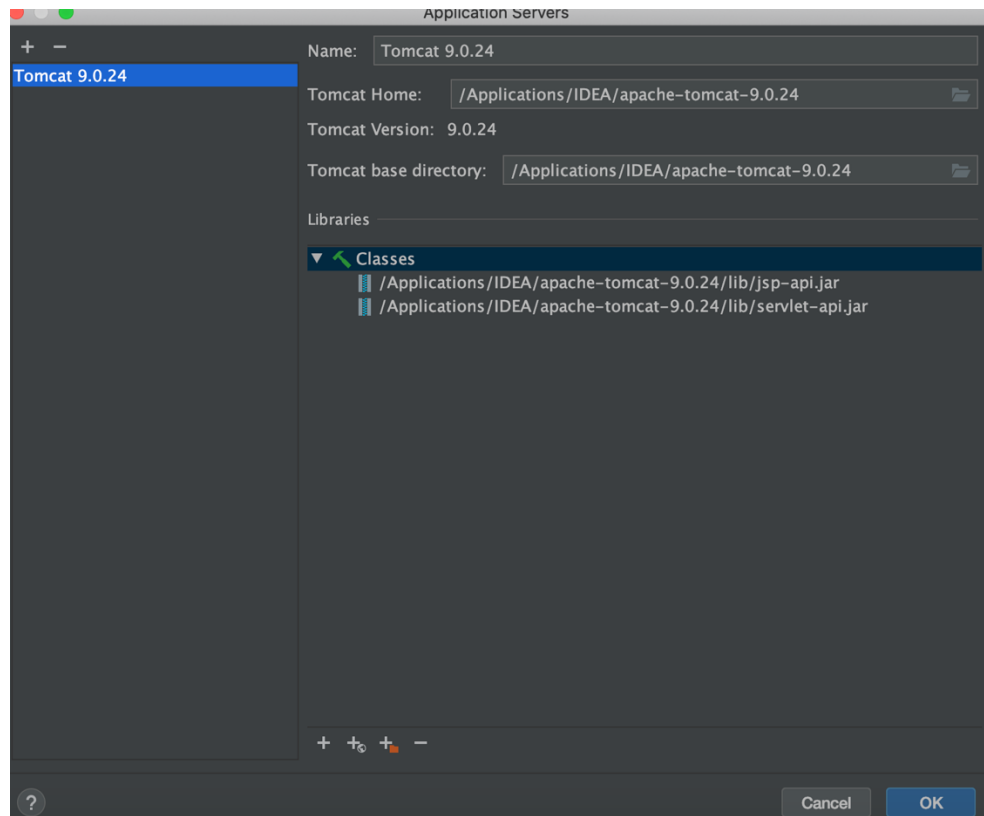 Application Servers
Tomcat 9.0.24
Name: Tomcat 9.0.24
Tomcat Home: /Applications/IDEA/apache-tomcat-9.0.24
Tomcat Version: 9.0.24
Tomcat base directory: /Applications/IDEA/apache-tomcat-9.0.24
Libraries
Classes
/Applications/IDEA/apache-tomcat-9.0.24/lib/jsp-api.jar
/Applications/IDEA/apache-tomcat-9.0.24/lib/servlet-api.jar
?
Cancel OK